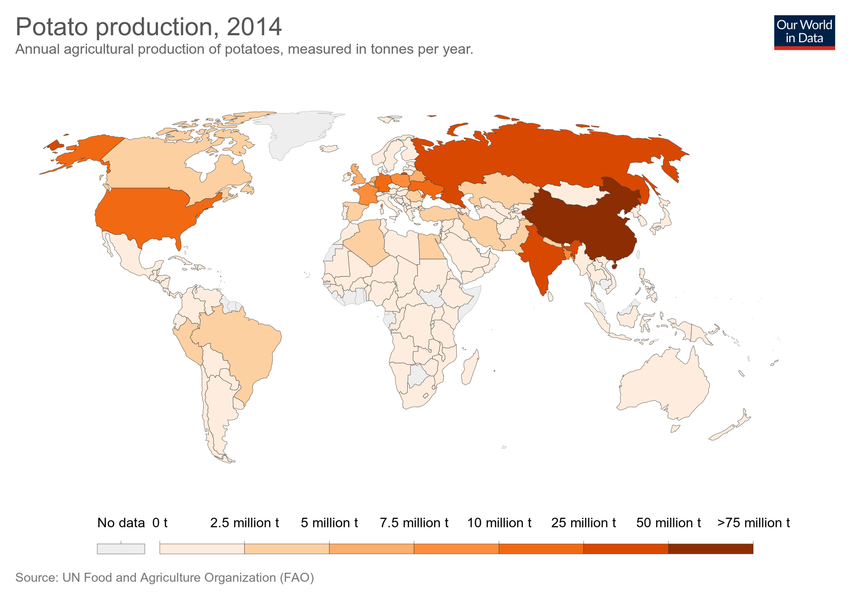 Potato production, 2014
Annual agricultural production of potatoes, measured in tonnes per year.
Our World
in Data
No data 0 t 2.5 million t 5 million t 7.5 million t 10 million t 25 million t 50 million t >75 million t
Source: UN Food and Agriculture Organization (FAO)